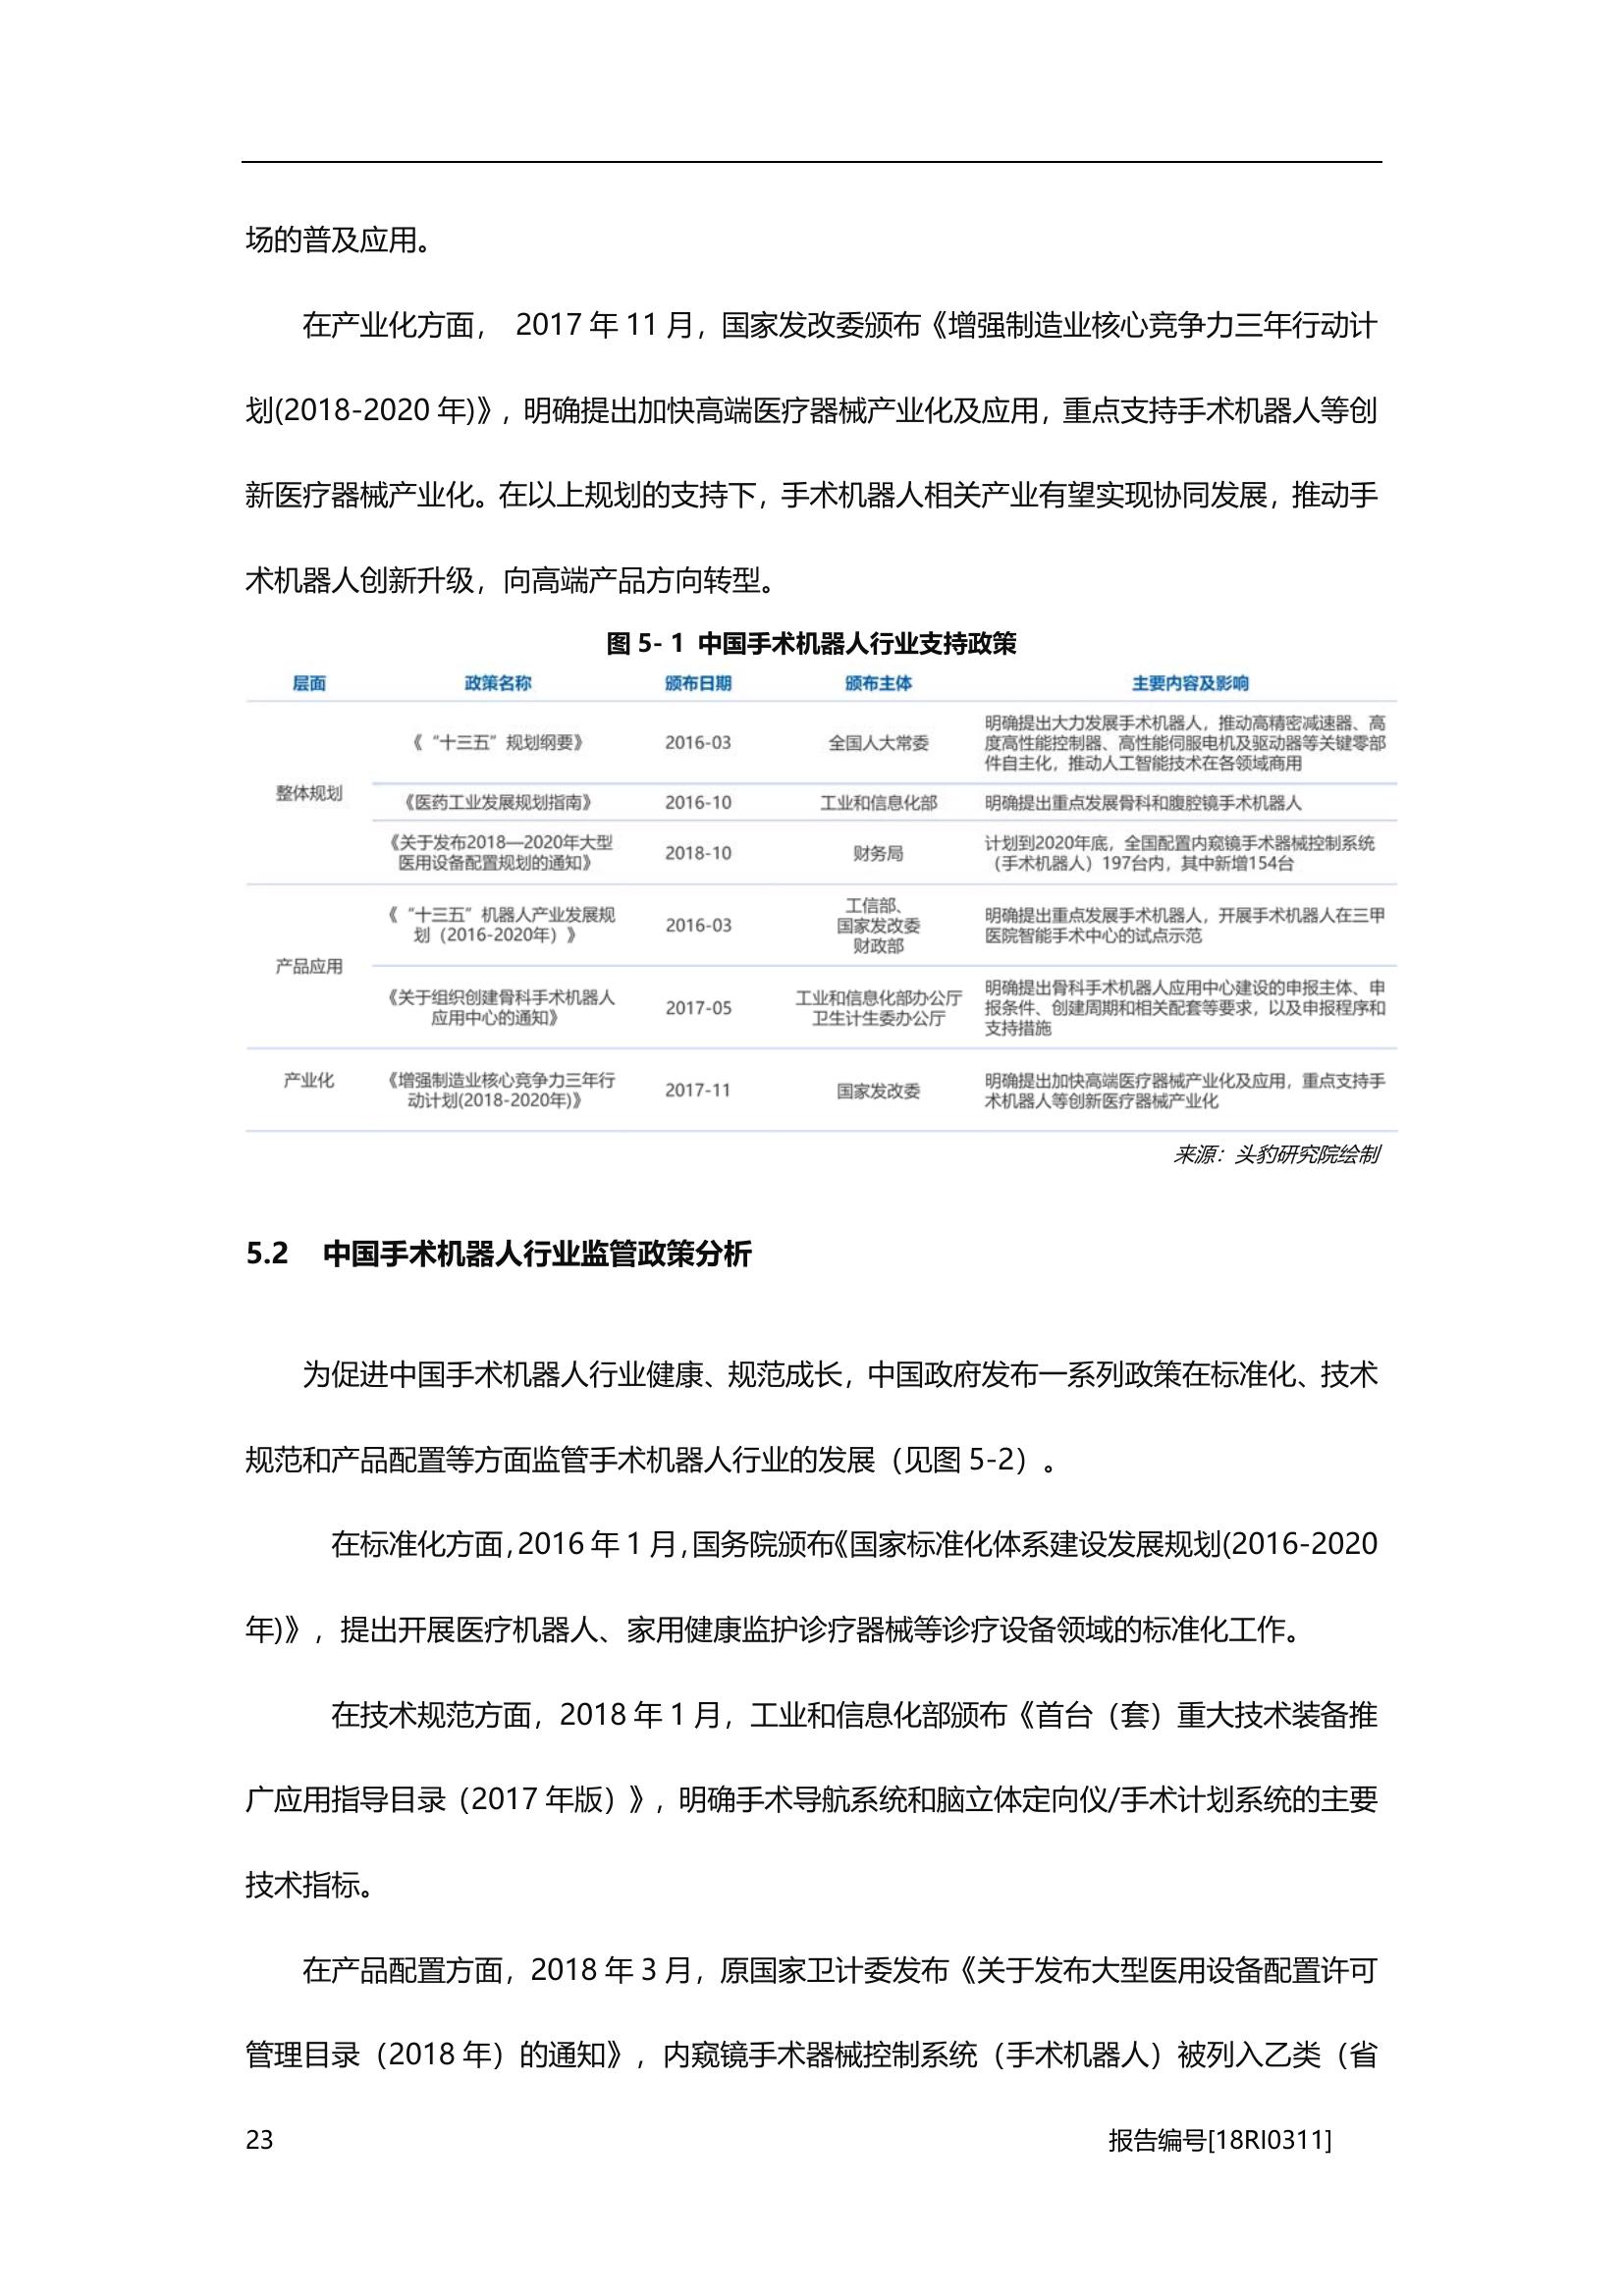 场的普及应用。
在产业化方面， 2017 年 11 月，国家发改委颁布《增强制造业核心竞争力三年行动计
划(2018-2020 年)》，明确提出加快高端医疗器械产业化及应用，重点支持手术机器人等创
新医疗器械产业化。在以上规划的支持下，手术机器人相关产业有望实现协同发展，推动手
术机器人创新升级，向高端产品方向转型。
图 5- 1 中国手术机器人行业支持政策
层面 政策名称 颁布日期 颁布主体 主要内容及影响
整体规划
《“十三五”规划纲要》 2016-03 全国人大常委
明确提出大力发展手术机器人，推动高精密减速器、高
度高性能控制器、高性能伺服电机及驱动器等关键零部
件自主化，推动人工智能技术在各领域商用
《医药工业发展规划指南》 2016-10 工业和信息化部 明确提出重点发展骨科和腹腔镜手术机器人
《关于发布2018—2020年大型
医用设备配置规划的通知》
2018-10 财务局
计划到2020年底，全国配置内窥镜手术器械控制系统
（手术机器人）197台内，其中新增154台
产品应用
《“十三五”机器人产业发展规
划（2016-2020年）》
2016-03
工信部、
国家发改委
财政部
明确提出重点发展手术机器人，开展手术机器人在三甲
医院智能手术中心的试点示范
《关于组织创建骨科手术机器人
应用中心的通知》
2017-05
工业和信息化部办公厅
卫生计生委办公厅
明确提出骨科手术机器人应用中心建设的申报主体、申
报条件、创建周期和相关配套等要求，以及申报程序和
支持措施
产业化
《增强制造业核心竞争力三年行
动计划(2018-2020年)》
2017-11 国家发改委
明确提出加快高端医疗器械产业化及应用，重点支持手
术机器人等创新医疗器械产业化
来源：头豹研究院绘制
5.2 中国手术机器人行业监管政策分析
为促进中国手术机器人行业健康、规范成长，中国政府发布一系列政策在标准化、技术
规范和产品配置等方面监管手术机器人行业的发展（见图 5-2）。
在标准化方面，2016 年 1 月，国务院颁布《国家标准化体系建设发展规划(2016-2020
年)》，提出开展医疗机器人、家用健康监护诊疗器械等诊疗设备领域的标准化工作。
在技术规范方面，2018 年 1 月，工业和信息化部颁布《首台（套）重大技术装备推
广应用指导目录（2017 年版）》，明确手术导航系统和脑立体定向仪/手术计划系统的主要
技术指标。
在产品配置方面，2018 年 3 月，原国家卫计委发布《关于发布大型医用设备配置许可
管理目录（2018 年）的通知》，内窥镜手术器械控制系统（手术机器人）被列入乙类（省
23 报告编号[18RI0311]